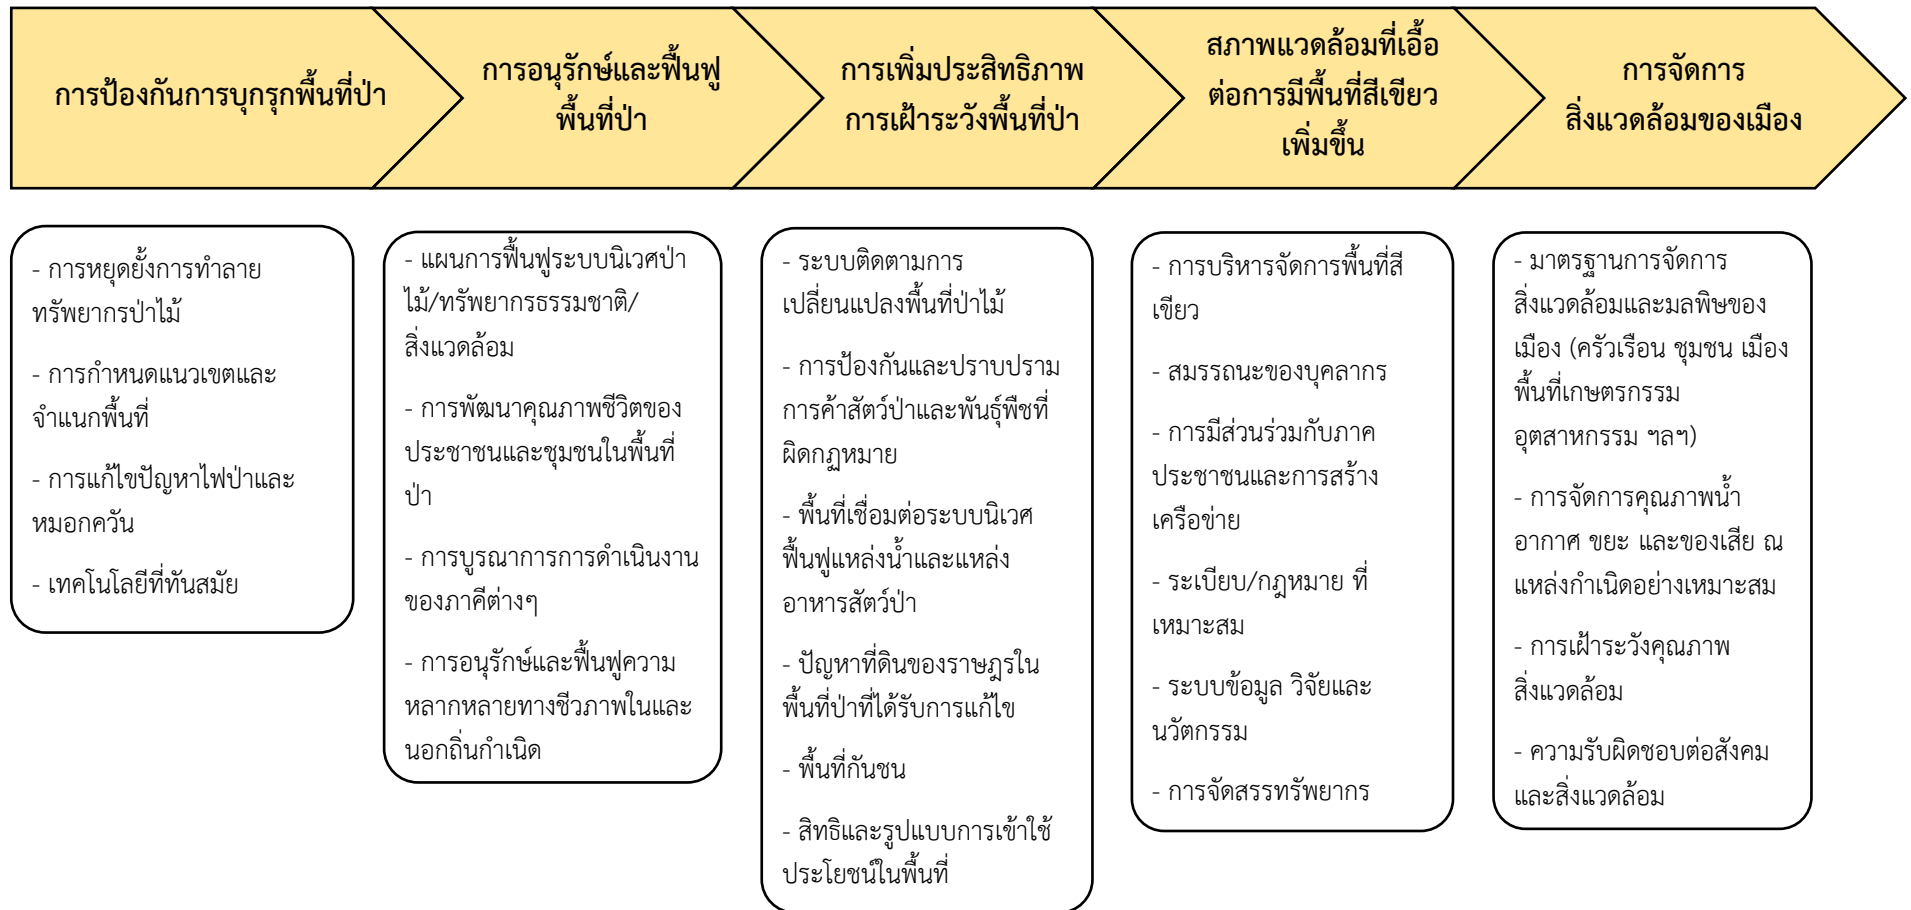 การป้องกันการบุกรุกพื้นที่ป่า
การอนุรักษ์และฟื้นฟู
พื้นที่ป่า
การเพิ่มประสิทธิภาพ
การเฝ้าระวังพื้นที่ป่า
สภาพแวดล้อมที่เอื้อ
ต่อการมีพื้นที่สีเขียว
เพิ่มขึ้น
การจัดการ
สิ่งแวดล้อมของเมือง
- การหยุดยั้งการทำลาย
ทรัพยากรป่าไม้
- การกำหนดแนวเขตและ
จำแนกพื้นที่
- การแก้ไขปัญหาไฟป่าและ
หมอกควัน
- เทคโนโลยีที่ทันสมัย
- แผนการฟื้นฟูระบบนิเวศป่า
ไม้/ทรัพยากรธรรมชาติ/
สิ่งแวดล้อม
- การพัฒนาคุณภาพชีวิตของ
ประชาชนและชุมชนในพื้นที่
ป่า
- การบูรณาการการดำเนินงาน
ของภาคีต่างๆ
- การอนุรักษ์และฟื้นฟูความ
หลากหลายทางชีวภาพในและ
นอกถิ่นกำเนิด
- ระบบติดตามการ
เปลี่ยนแปลงพื้นที่ป่าไม้
- การป้องกันและปราบปราม
การค้าสัตว์ป่าและพันธุ์พืชที่
ผิดกฎหมาย
- พื้นที่เชื่อมต่อระบบนิเวศ
ฟื้นฟูแหล่งน้ำและแหล่ง
อาหารสัตว์ป่า
- ปัญหาที่ดินของราษฎรใน
พื้นที่ป่าที่ได้รับการแก้ไข
- พื้นที่กันชน
- สิทธิและรูปแบบการเข้าใช้
ประโยชน์ในพื้นที่
- การบริหารจัดการพื้นที่สี
เขียว
- สมรรถนะของบุคลากร
- การมีส่วนร่วมกับภาค
ประชาชนและการสร้าง
เครือข่าย
- ระเบียบ/กฎหมาย ที่
เหมาะสม
- ระบบข้อมูล วิจัยและ
นวัตกรรม
- การจัดสรรทรัพยากร
- มาตรฐานการจัดการ
สิ่งแวดล้อมและมลพิษของ
เมือง (ครัวเรือน ชุมชน เมือง
พื้นที่เกษตรกรรม
อุตสาหกรรม ฯลฯ)
- การจัดการคุณภาพน้ำ
อากาศ ขยะ และของเสีย ณ
แหล่งกำเนิดอย่างเหมาะสม
- การเฝ้าระวังคุณภาพ
สิ่งแวดล้อม
- ความรับผิดชอบต่อสังคม
และสิ่งแวดล้อม